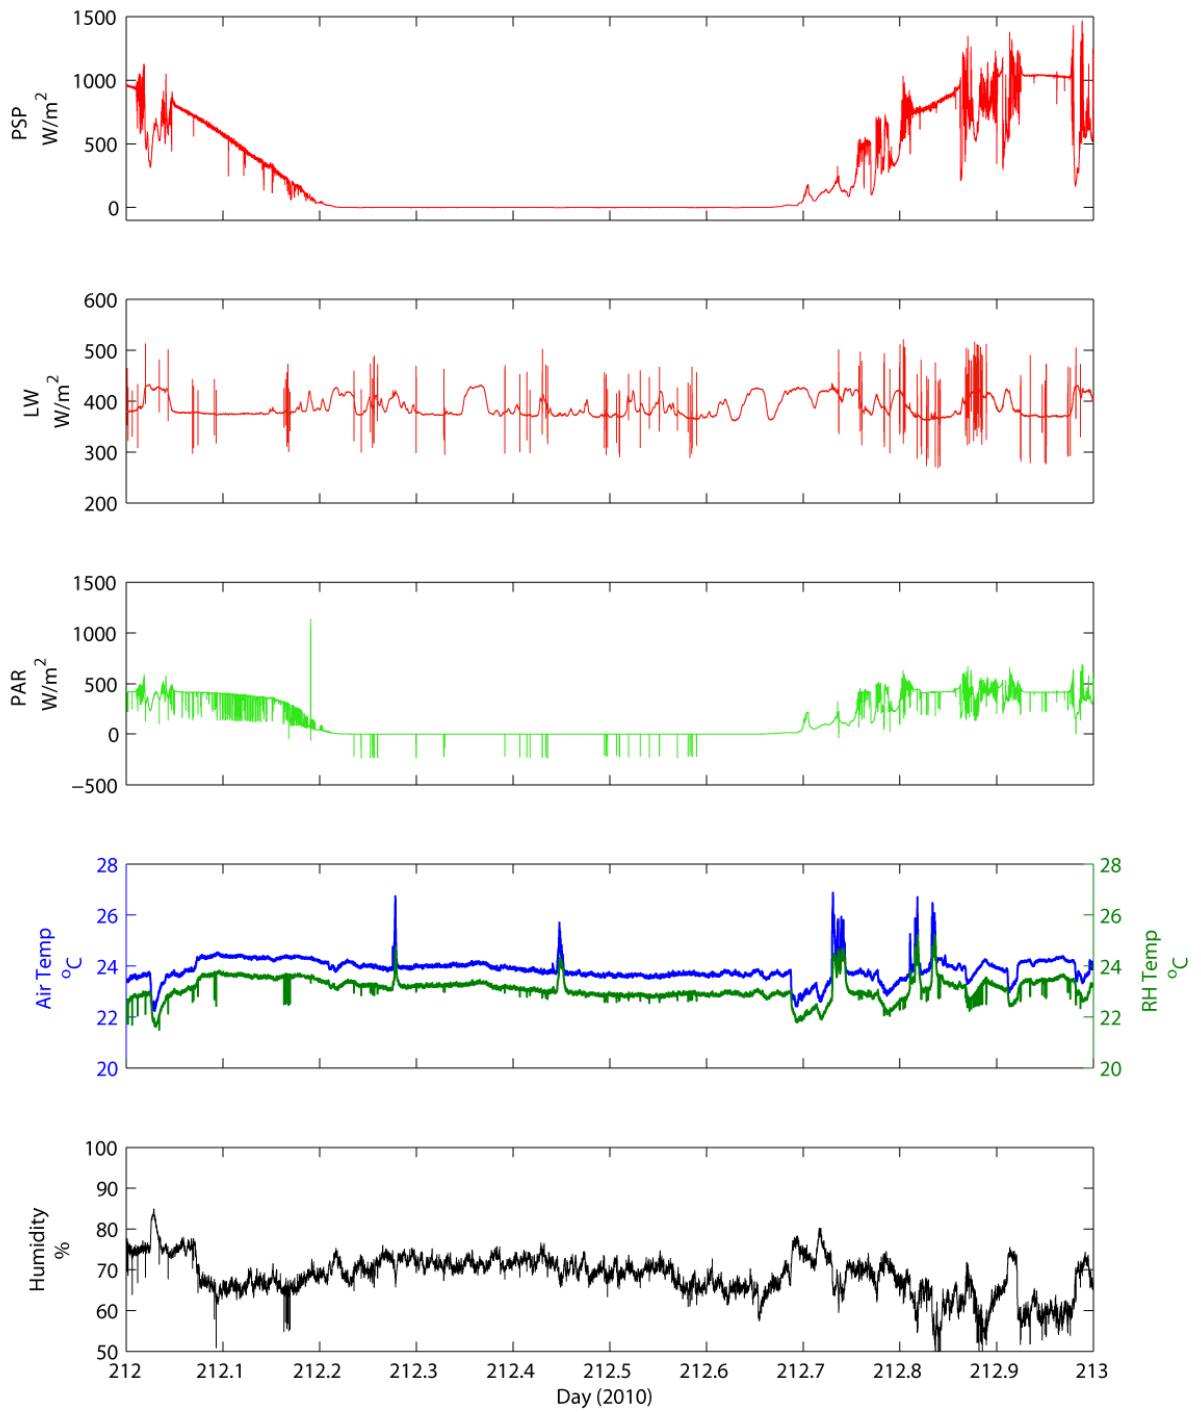 1500
1000
500
0
PSP
W/m2
600
500
400
300
200
LW
W/m2
1500
1000
500
0
−500
PAR
W/m2
28
26
24
22
20
Air Temp
oC
28
26
24
22
20
RH Temp
oC
100
90
80
70
60
50
Humidity
%
212 212.1 212.2 212.3 212.4 212.5 212.6 212.7 212.8 212.9 213
Day (2010)